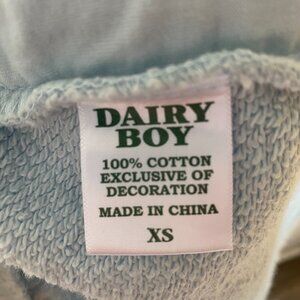 DAIRY
BOY
100% COTTON
EXCLUSIVE OF
DECORATION
MADE IN CHINA
XS